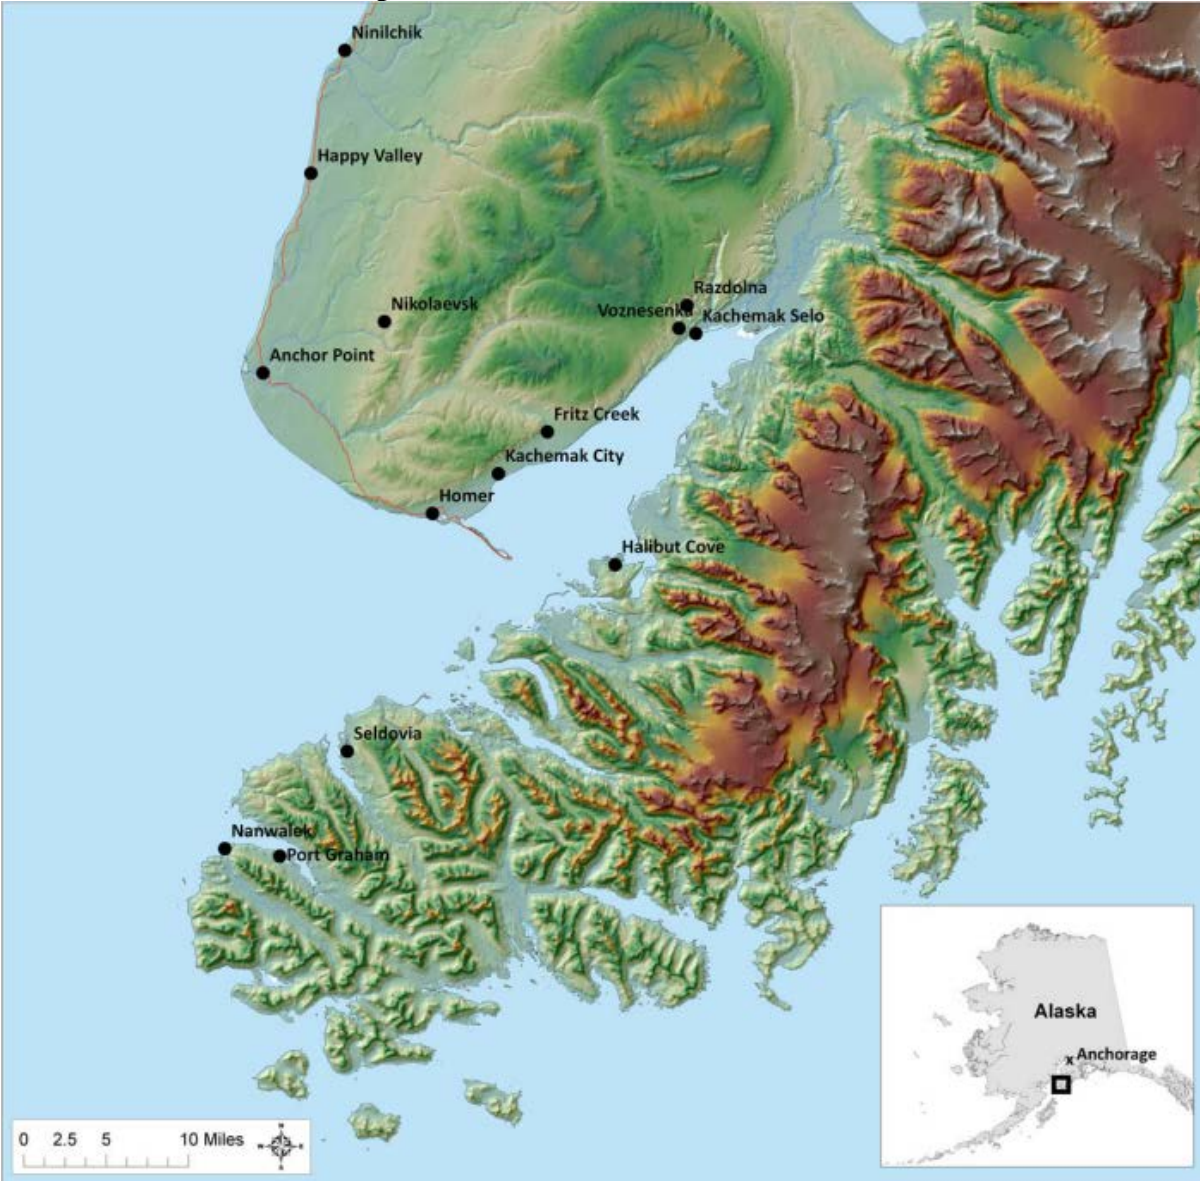 Ninilchik
Happy Valley
Razdolna
Nikolaevsk
Voznesenka
Kachemak Selo
Anchor Point
Fritz Creek
Kachemak City
Homer
Halibut Cove
Seldovia
Nanwalek
Port Graham
Alaska
x Anchorage
0 2.5 5 10 Miles
N
W E
S